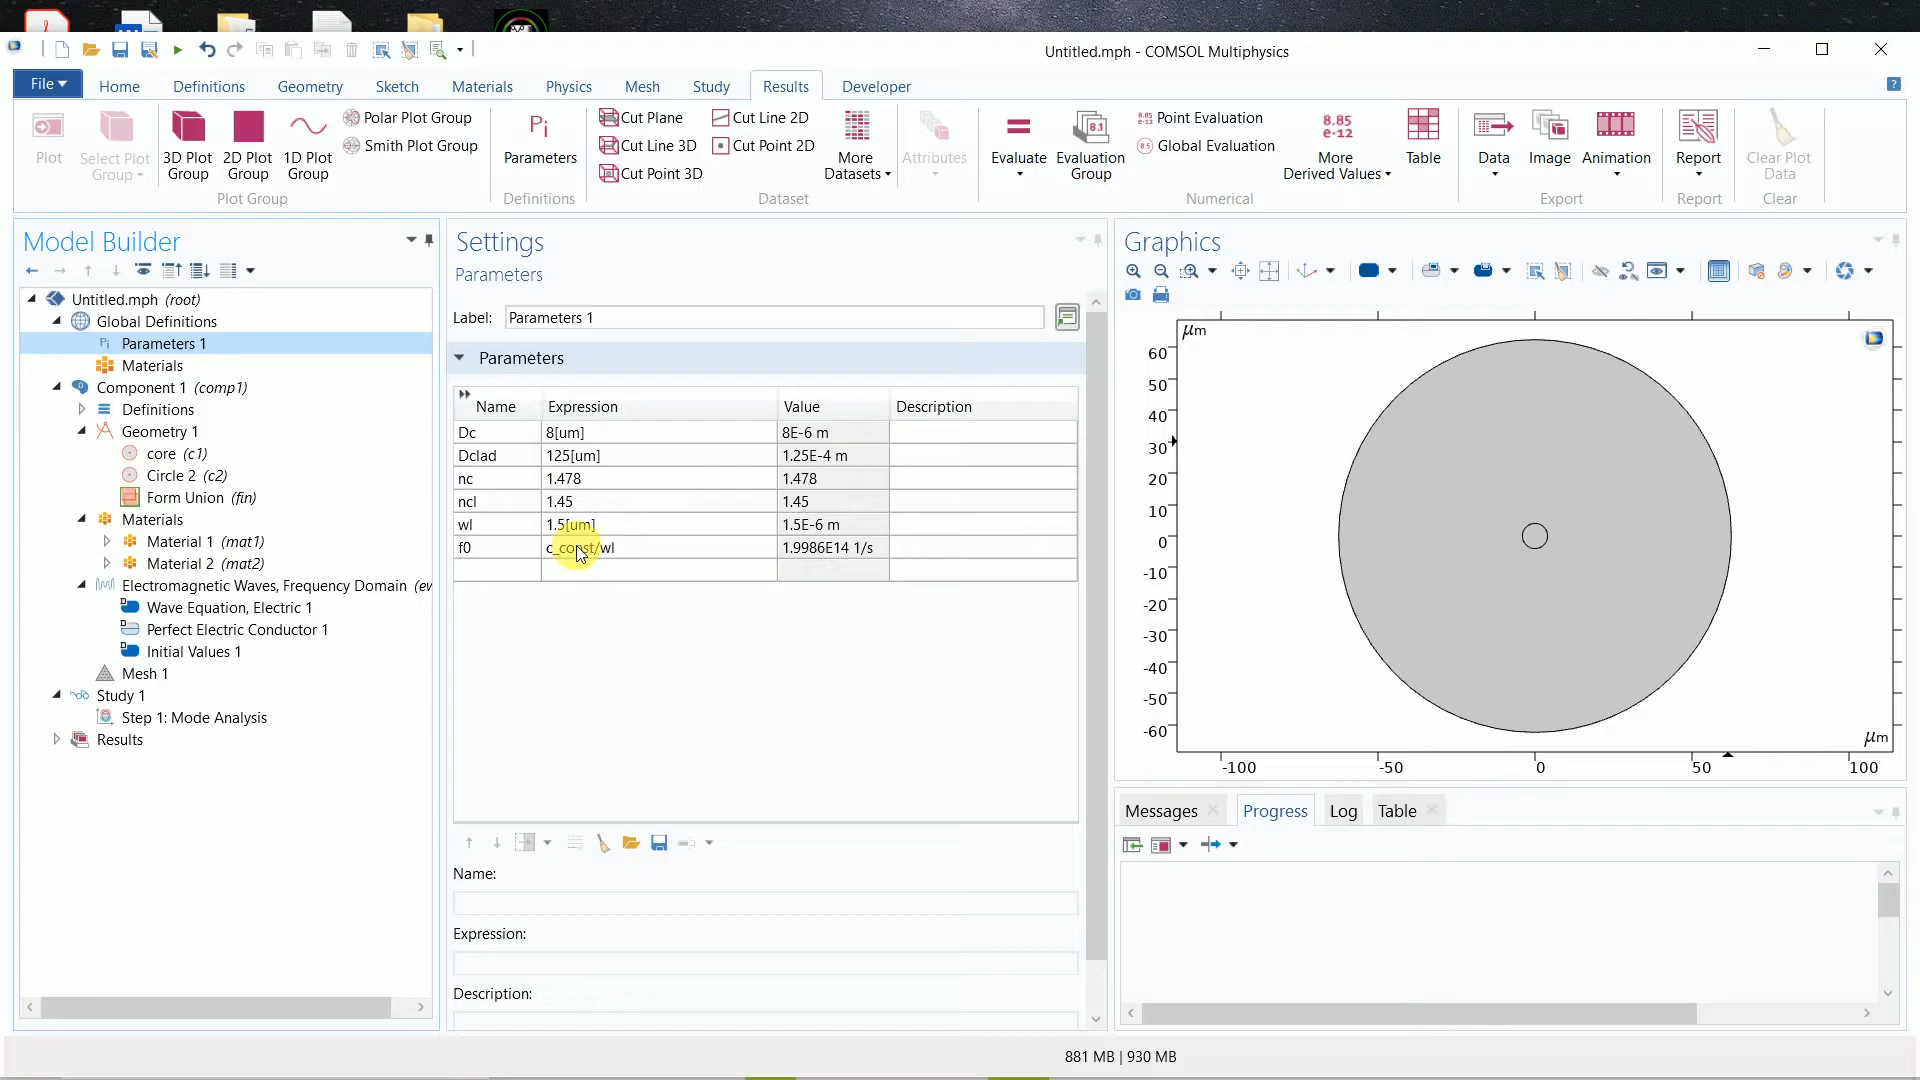 Untitled.mph - COMSOL Multiphysics
File Home Definitions Geometry Sketch Materials Physics Mesh Study Results Developer
Plot
Select Plot Group
3D Plot Group
2D Plot Group
1D Plot Group
Polar Plot Group
Smith Plot Group
Plot Group
Pi
Parameters
Definitions
Cut Plane
Cut Line 3D
Cut Point 3D
Cut Line 2D
Cut Point 2D
More Datasets
Dataset
Attributes
Evaluate
8.1
Evaluation Group
8.85 e-12 Point Evaluation
8.5 Global Evaluation
8.85 e-12
More Derived Values
Numerical
Table
Data
Image
Animation
Export
Report
Report
Clear Plot Data
Clear
Model Builder
Untitled.mph (root)
Global Definitions
Pi Parameters 1
Materials
Component 1 (comp1)
Definitions
Geometry 1
core (c1)
Circle 2 (c2)
Form Union (fin)
Materials
Material 1 (mat1)
Material 2 (mat2)
Electromagnetic Waves, Frequency Domain (ew
Wave Equation, Electric 1
Perfect Electric Conductor 1
Initial Values 1
Mesh 1
Study 1
Step 1: Mode Analysis
Results
Settings
Parameters
Label: Parameters 1
Parameters
Name Expression Value Description
Dc 8[um] 8E-6 m
Dclad 125[um] 1.25E-4 m
nc 1.478 1.478
ncl 1.45 1.45
wl 1.5[um] 1.5E-6 m
f0 c_const/wl 1.9986E14 1/s
Name:
Expression:
Description:
Graphics
μm
60
50
40
30
20
10
0
-10
-20
-30
-40
-50
-60
μm
-100 -50 0 50 100
Messages Progress Log Table
881 MB | 930 MB